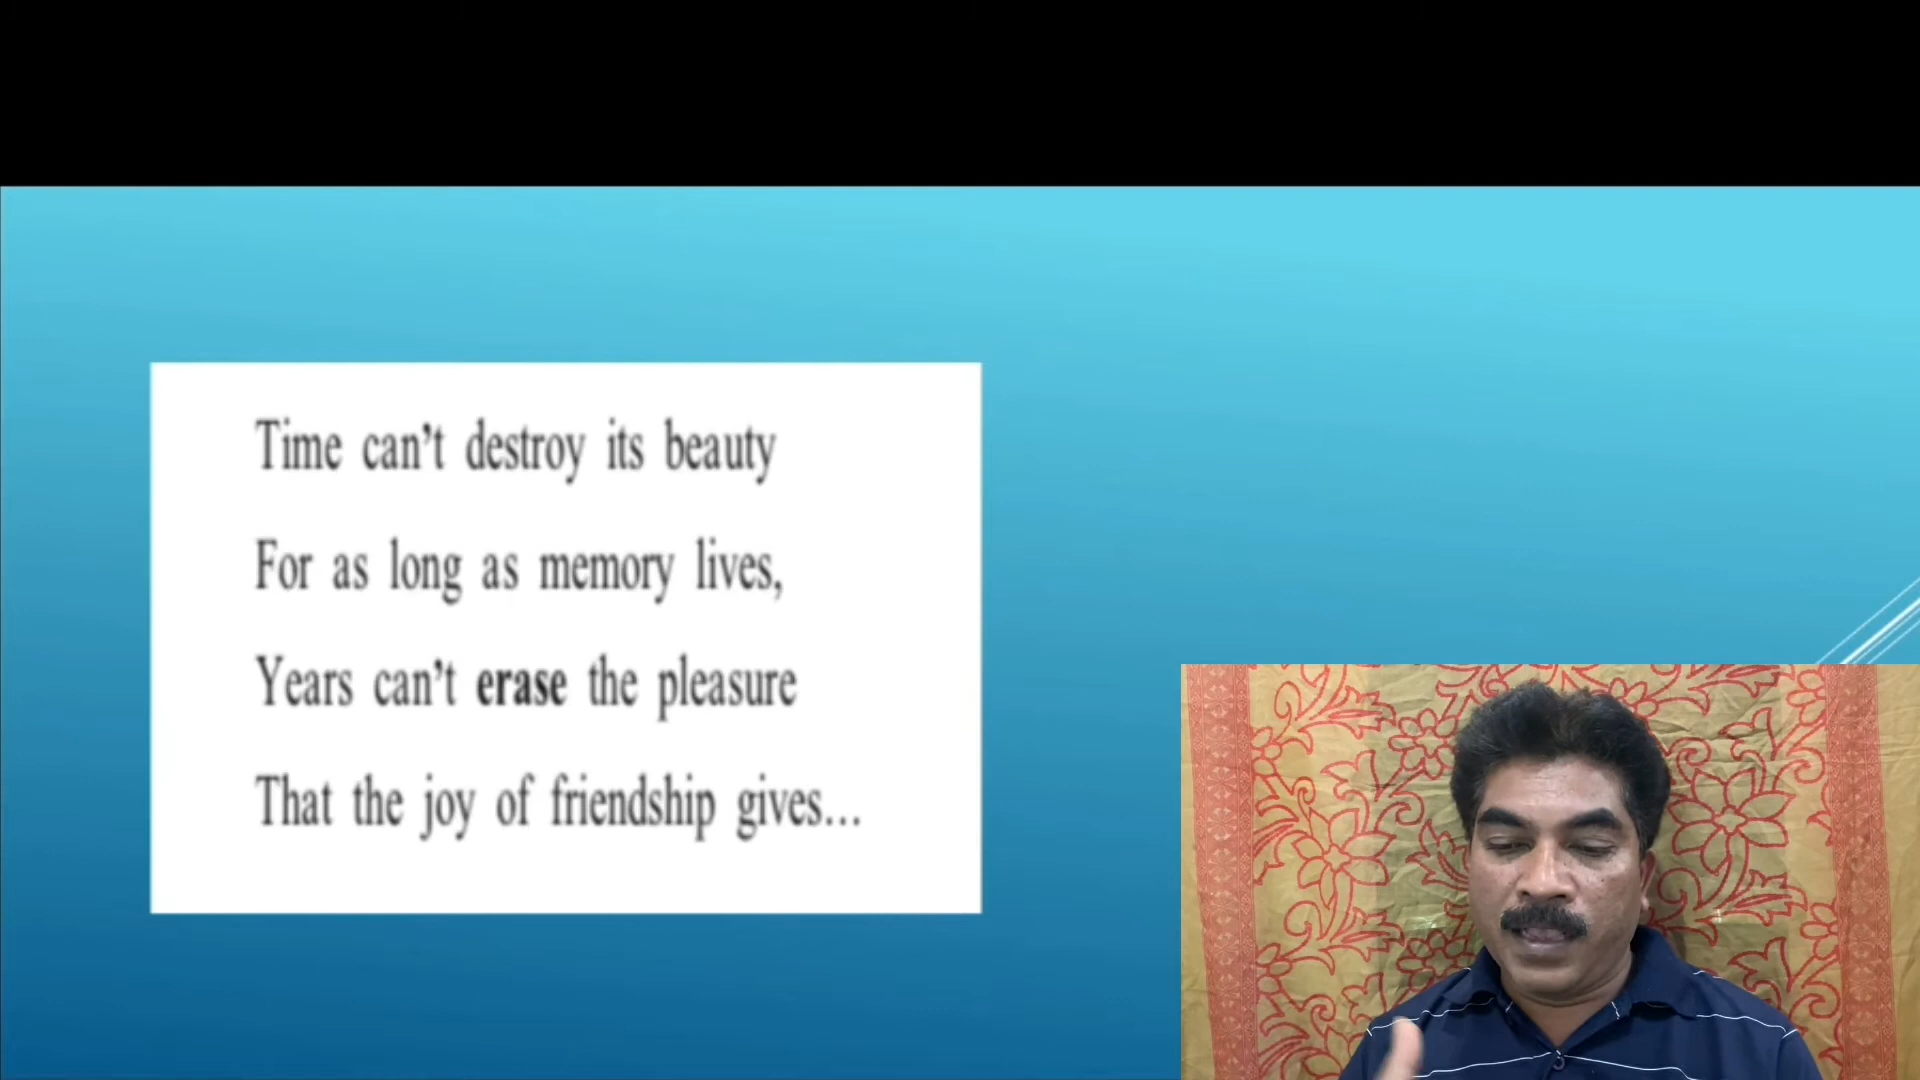 Time can’t destroy its beauty
For as long as memory lives,
Years can’t erase the pleasure
That the joy of friendship gives...